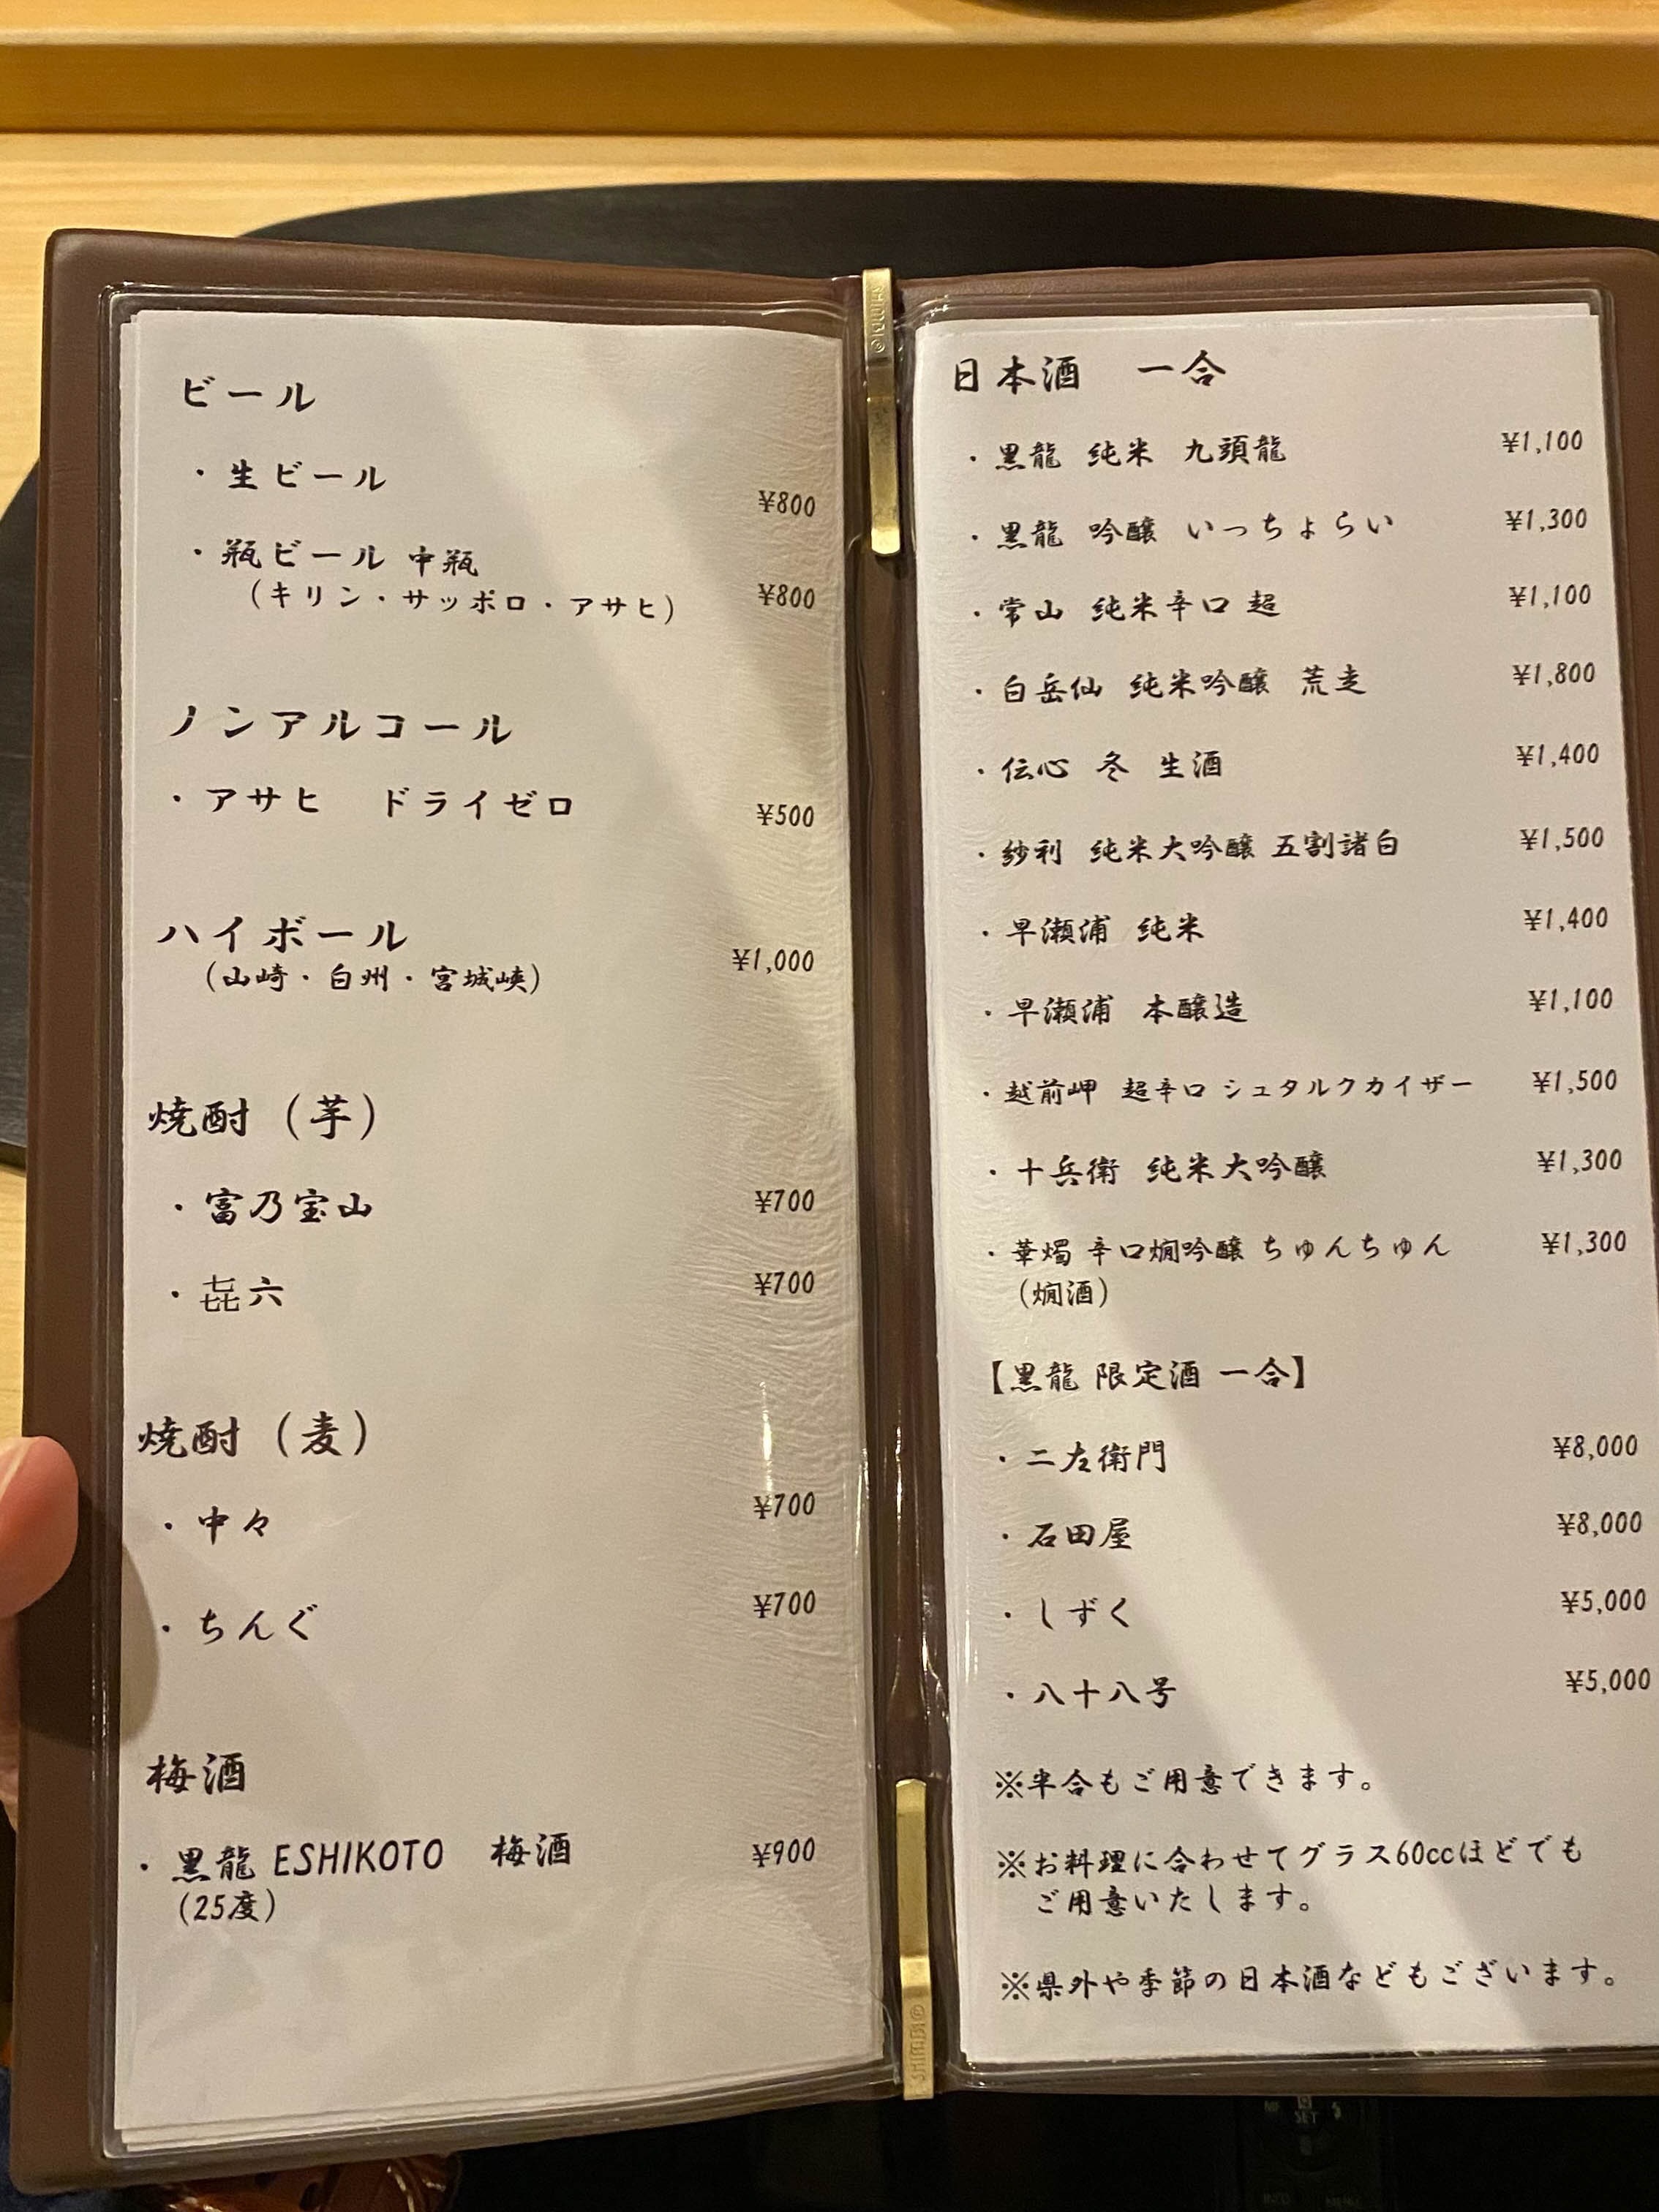 ビール
・生ビール ¥800
・瓶ビール 中瓶
(キリン・サッポロ・アサヒ) ¥800
ノンアルコール
・アサヒ ドライゼロ ¥500
ハイボール
(山崎・白州・宮城峡) ¥1,000
焼酎(芋)
・富乃宝山 ¥700
・㐂六 ¥700
焼酎(麦)
・中々 ¥700
・ちんぐ ¥700
梅酒
・黒龍 ESHIKOTO 梅酒 ¥900
(25度)
日本酒 一合
・黒龍 純米 九頭龍 ¥1,100
・黒龍 吟醸 いっちょらい ¥1,300
・常山 純米辛口 超 ¥1,100
・白岳仙 純米吟醸 荒走 ¥1,800
・伝心 冬 生酒 ¥1,400
・紗利 純米大吟醸 五割諸白 ¥1,500
・早瀬浦 純米 ¥1,400
・早瀬浦 本醸造 ¥1,100
・越前岬 超辛口 シュタルクカイザー ¥1,500
・十兵衛 純米大吟醸 ¥1,300
・華燭 辛口燗吟醸 ちゅんちゅん ¥1,300
(燗酒)
【黒龍 限定酒 一合】
・二左衛門 ¥8,000
・石田屋 ¥8,000
・しずく ¥5,000
・八十八号 ¥5,000
※半合もご用意できます。
※お料理に合わせてグラス60ccほどでも
ご用意いたします。
※県外や季節の日本酒などもございます。
SHIMBI®
SHIMBI®
SET